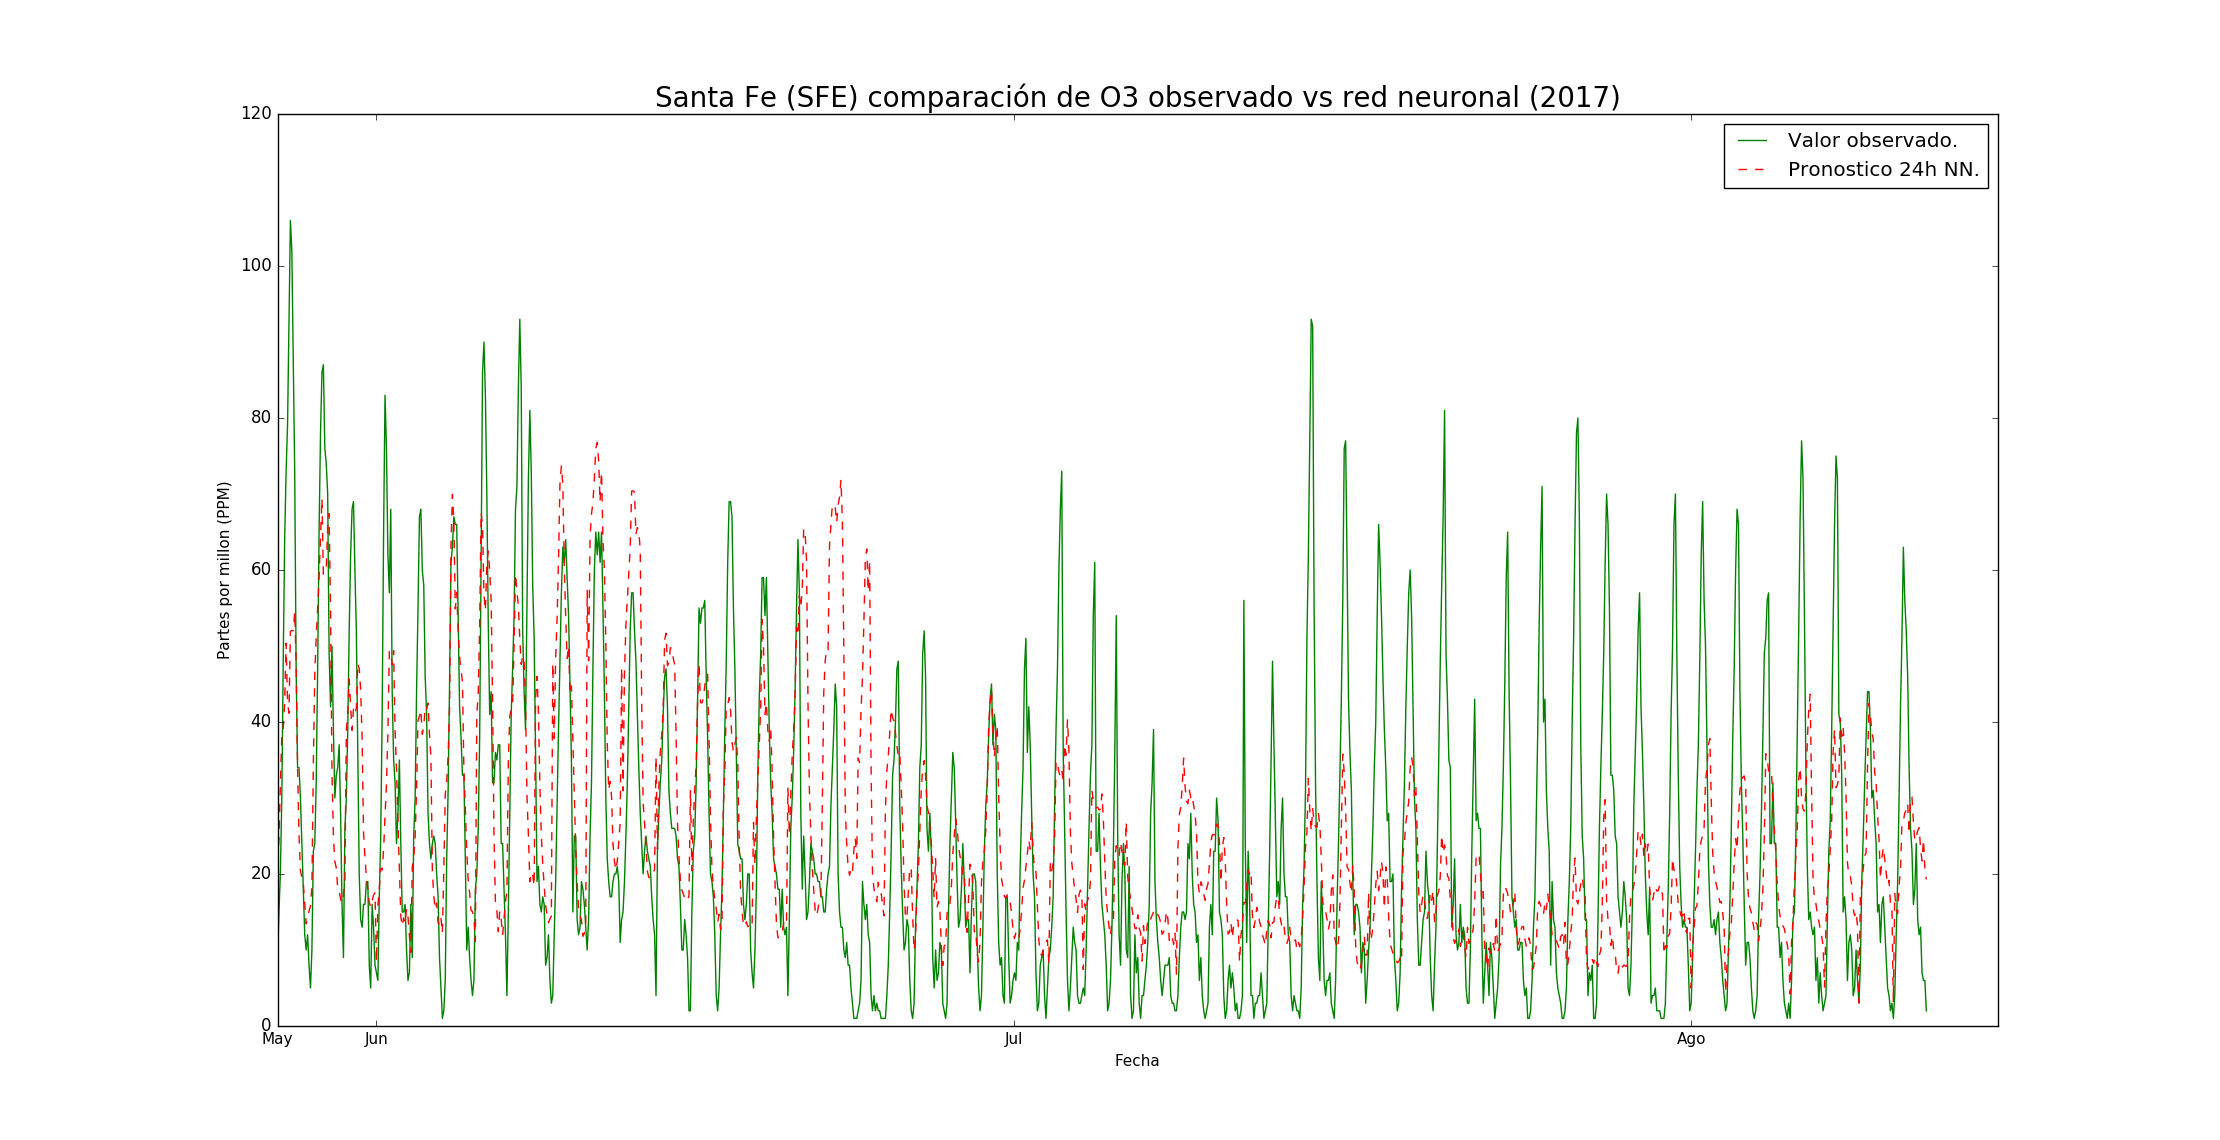 Santa Fe (SFE) comparación de O3 observado vs red neuronal (2017)
Valor observado.
Pronostico 24h NN.
Partes por millon (PPM)
120
100
80
60
40
20
0
May Jun Jul Ago
Fecha